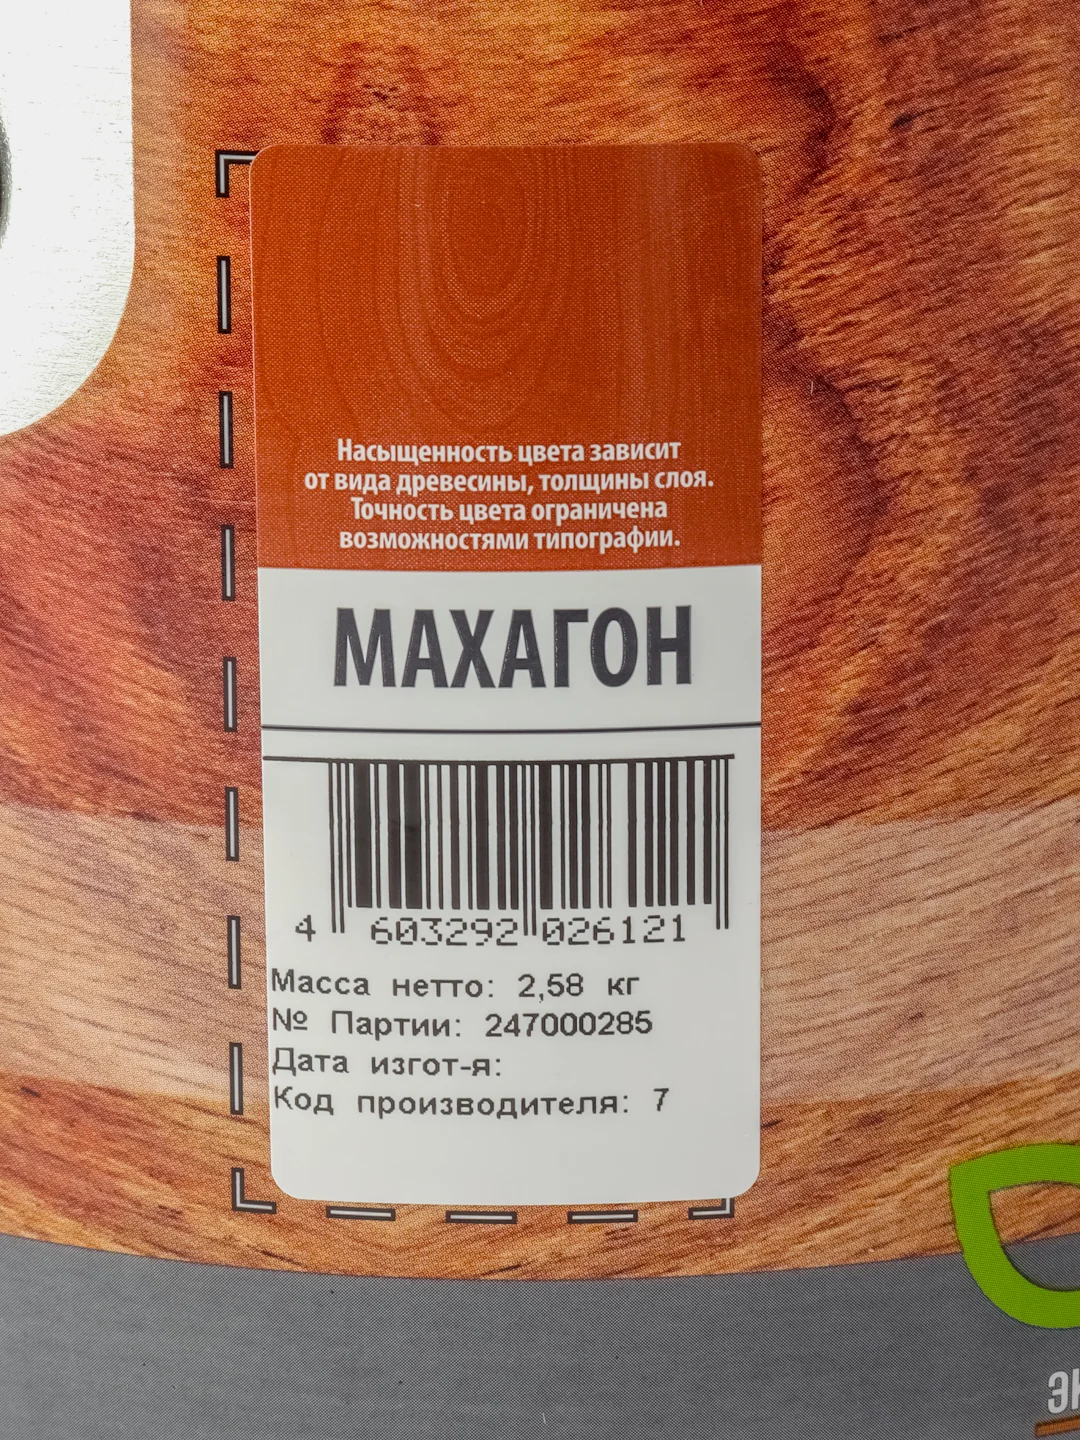 Насыщенность цвета зависит
от вида древесины, толщины слоя.
Точность цвета ограничена
возможностями типографии.
МАХАГОН
4 603292 026121
Масса нетто: 2,58 кг
№ Партии: 247000285
Дата изгот-я:
Код производителя: 7